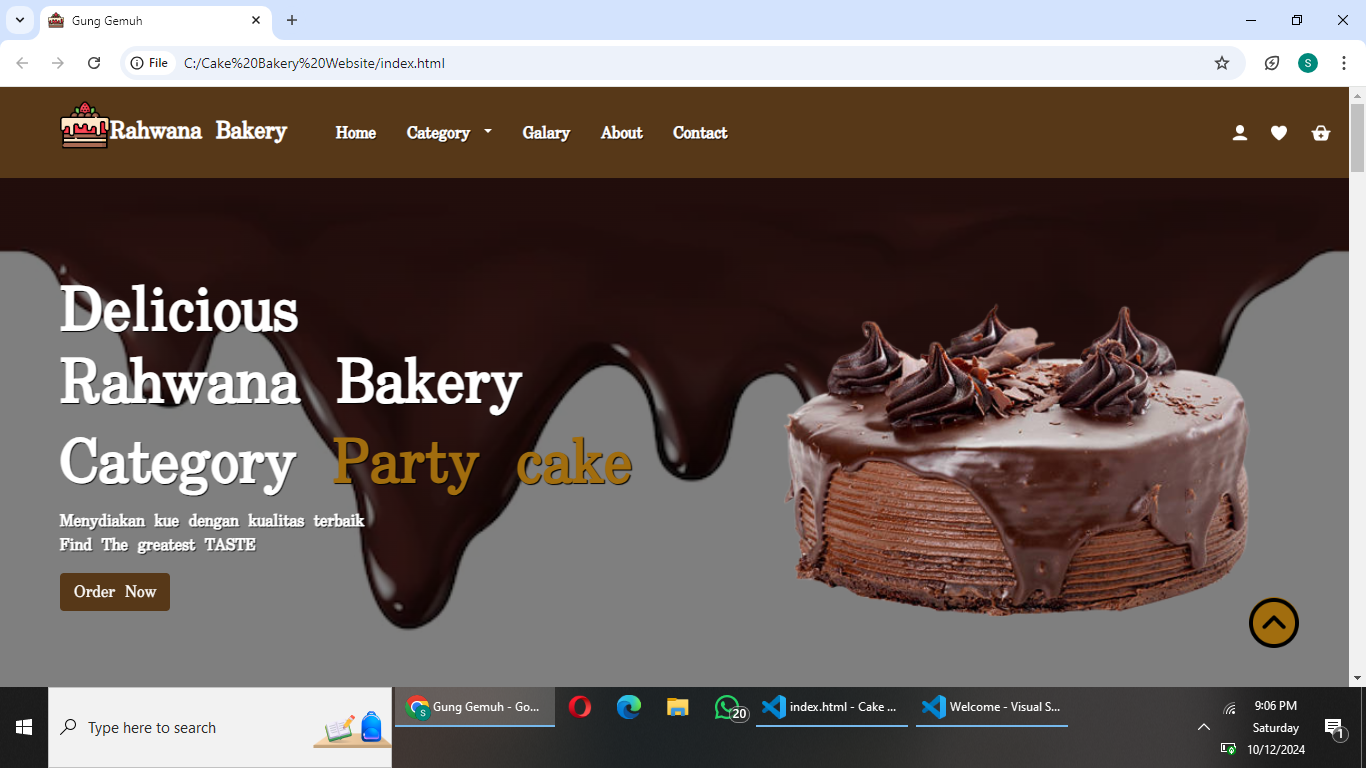 Gung Gemuh
File C:/Cake%20Bakery%20Website/index.html
S
Rahwana Bakery Home Category Galary About Contact
Delicious
Rahwana Bakery
Category Party cake
Menydiakan kue dengan kualitas terbaik
Find The greatest TASTE
Order Now
Type here to search
S
Gung Gemuh - Go...
20
index.html - Cake ...
Welcome - Visual S...
9:06 PM
Saturday
10/12/2024
1